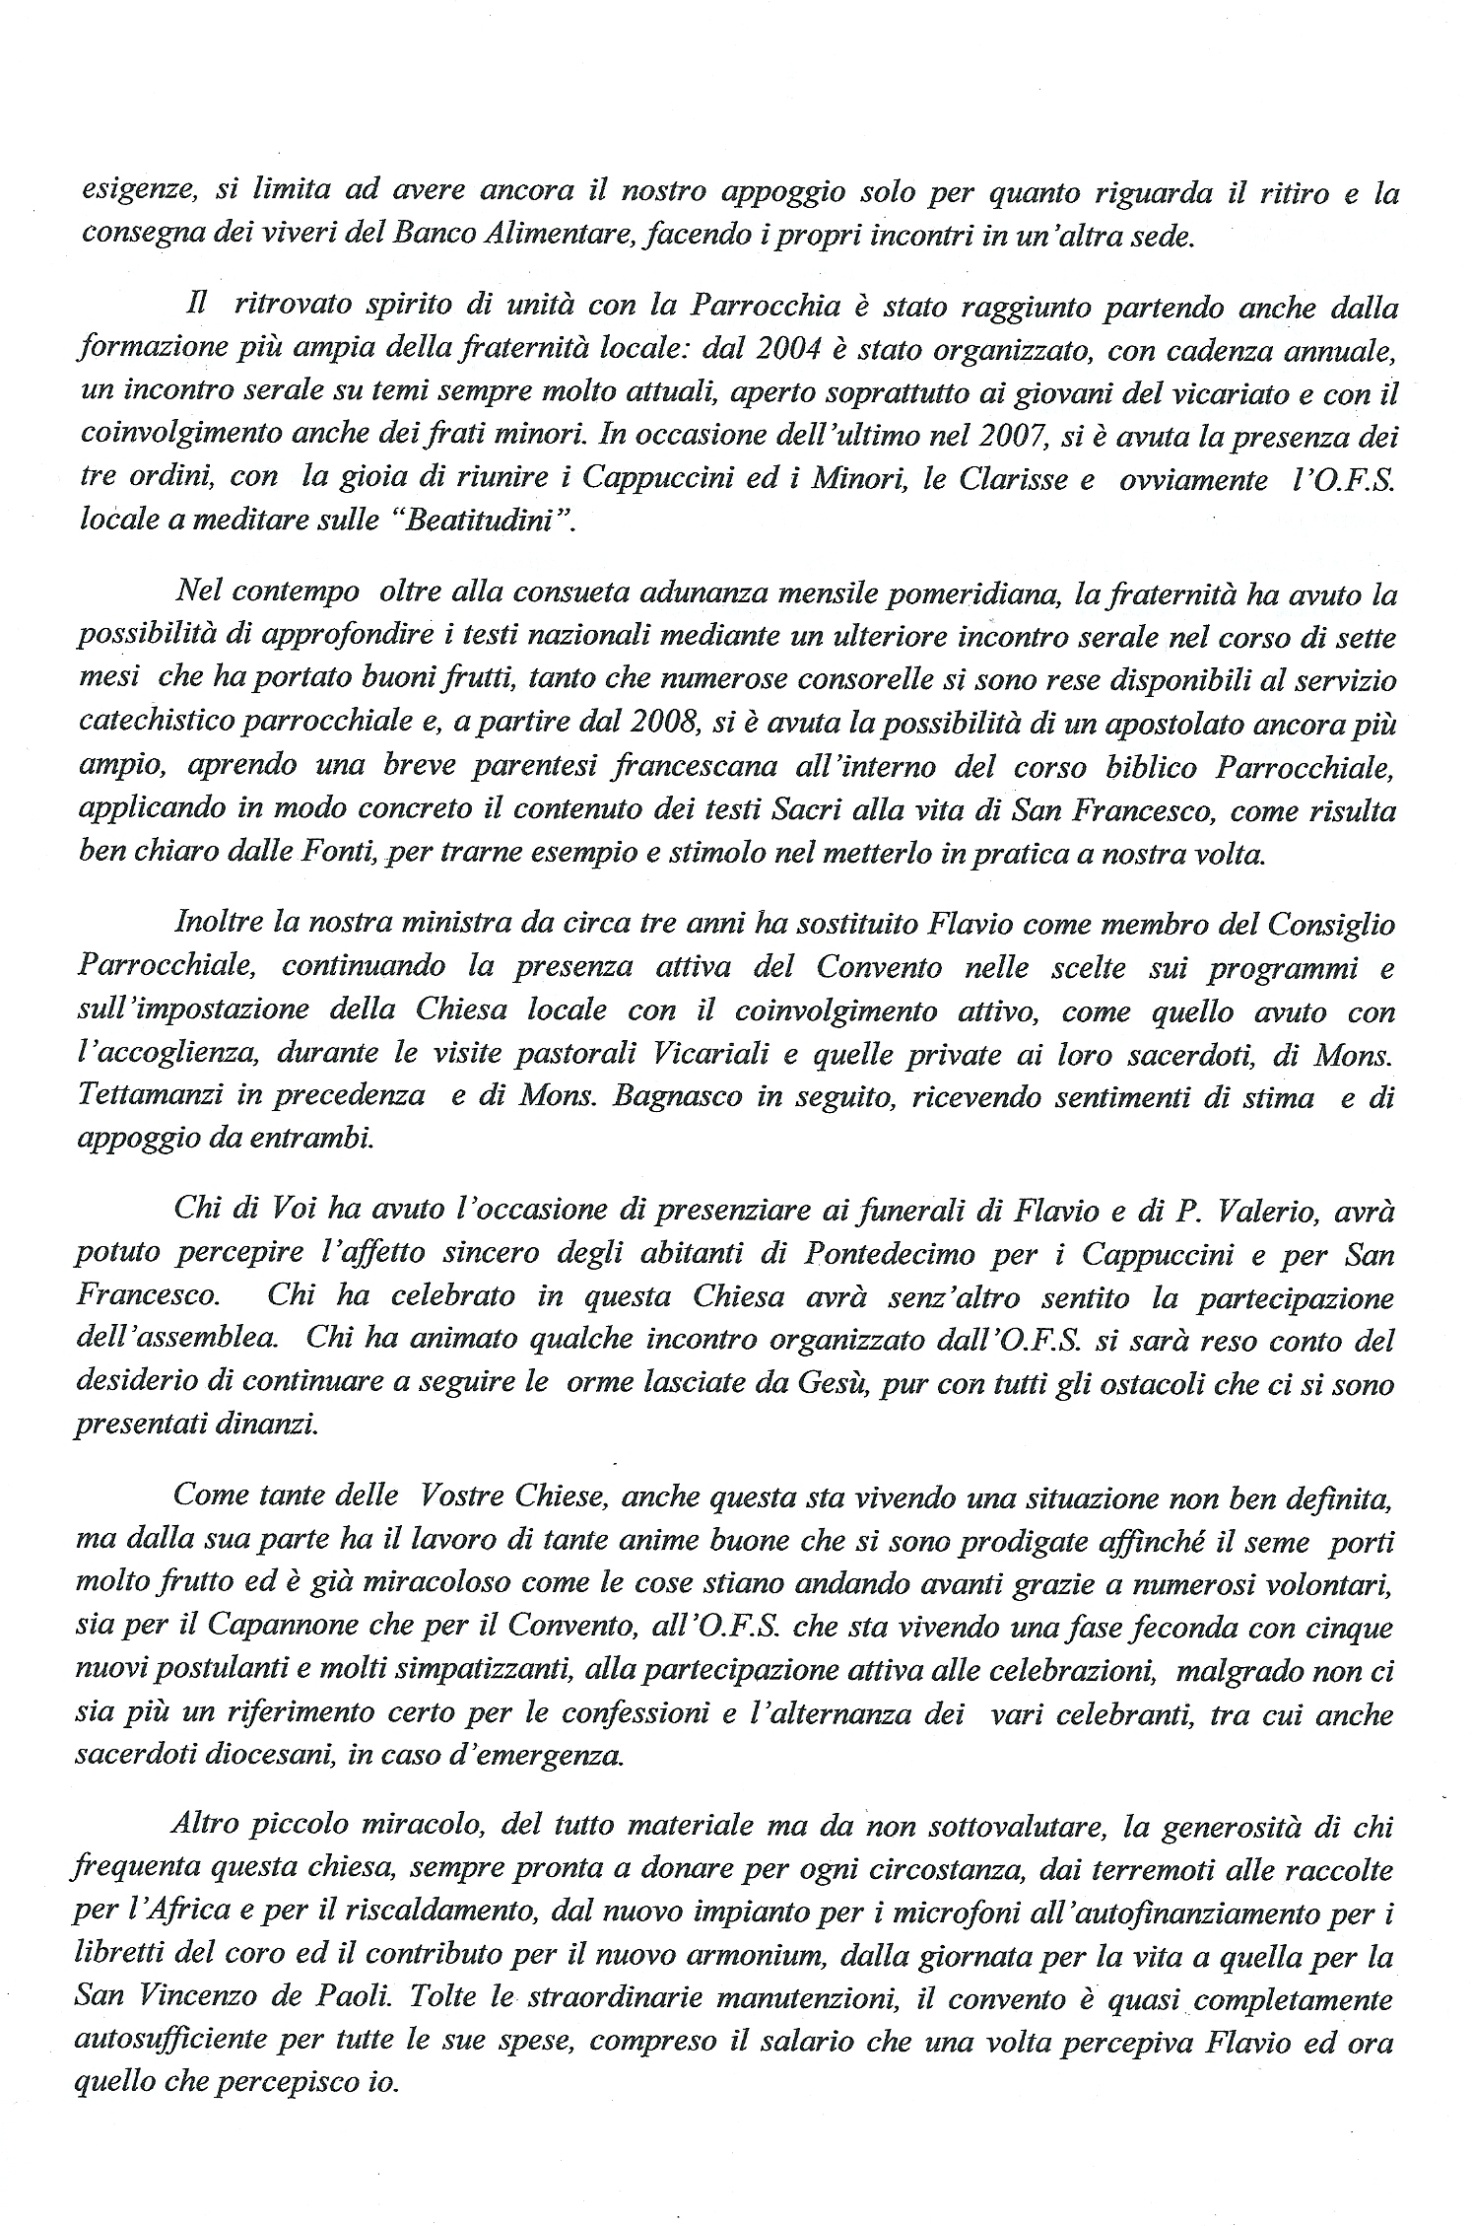 esigenze, si limita ad avere ancora il nostro appoggio solo per quanto riguarda il ritiro e la
consegna dei viveri del Banco Alimentare, facendo i propri incontri in un'altra sede.
Il ritrovato spirito di unità con la Parrocchia è stato raggiunto partendo anche dalla
formazione più ampia della fraternità locale: dal 2004 è stato organizzato, con cadenza annuale,
un incontro serale su temi sempre molto attuali, aperto soprattutto ai giovani del vicariato e con il
coinvolgimento anche dei frati minori. In occasione dell'ultimo nel 2007, si è avuta la presenza dei
tre ordini, con la gioia di riunire i Cappuccini ed i Minori, le Clarisse e ovviamente l'O.F.S.
locale a meditare sulle “Beatitudini”.
Nel contempo oltre alla consueta adunanza mensile pomeridiana, la fraternità ha avuto la
possibilità di approfondire i testi nazionali mediante un ulteriore incontro serale nel corso di sette
mesi che ha portato buoni frutti, tanto che numerose consorelle si sono rese disponibili al servizio
catechistico parrocchiale e, a partire dal 2008, si è avuta la possibilità di un apostolato ancora più
ampio, aprendo una breve parentesi francescana all'interno del corso biblico Parrocchiale,
applicando in modo concreto il contenuto dei testi Sacri alla vita di San Francesco, come risulta
ben chiaro dalle Fonti, per trarne esempio e stimolo nel metterlo in pratica a nostra volta.
Inoltre la nostra ministra da circa tre anni ha sostituito Flavio come membro del Consiglio
Parrocchiale, continuando la presenza attiva del Convento nelle scelte sui programmi e
sull'impostazione della Chiesa locale con il coinvolgimento attivo, come quello avuto con
l'accoglienza, durante le visite pastorali Vicariali e quelle private ai loro sacerdoti, di Mons.
Tettamanzi in precedenza e di Mons. Bagnasco in seguito, ricevendo sentimenti di stima e di
appoggio da entrambi.
Chi di Voi ha avuto l'occasione di presenziare ai funerali di Flavio e di P. Valerio, avrà
potuto percepire l'affetto sincero degli abitanti di Pontedecimo per i Cappuccini e per San
Francesco. Chi ha celebrato in questa Chiesa avrà senz'altro sentito la partecipazione
dell'assemblea. Chi ha animato qualche incontro organizzato dall'O.F.S. si sarà reso conto del
desiderio di continuare a seguire le orme lasciate da Gesù, pur con tutti gli ostacoli che ci si sono
presentati dinanzi.
Come tante delle Vostre Chiese, anche questa sta vivendo una situazione non ben definita,
ma dalla sua parte ha il lavoro di tante anime buone che si sono prodigate affinché il seme porti
molto frutto ed è già miracoloso come le cose stiano andando avanti grazie a numerosi volontari,
sia per il Capannone che per il Convento, all'O.F.S. che sta vivendo una fase feconda con cinque
nuovi postulanti e molti simpatizzanti, alla partecipazione attiva alle celebrazioni, malgrado non ci
sia più un riferimento certo per le confessioni e l'alternanza dei vari celebranti, tra cui anche
sacerdoti diocesani, in caso d'emergenza.
Altro piccolo miracolo, del tutto materiale ma da non sottovalutare, la generosità di chi
frequenta questa chiesa, sempre pronta a donare per ogni circostanza, dai terremoti alle raccolte
per l'Africa e per il riscaldamento, dal nuovo impianto per i microfoni all'autofinanziamento per i
libretti del coro ed il contributo per il nuovo armonium, dalla giornata per la vita a quella per la
San Vincenzo de Paoli. Tolte le straordinarie manutenzioni, il convento è quasi completamente
autosufficiente per tutte le sue spese, compreso il salario che una volta percepiva Flavio ed ora
quello che percepisco io.